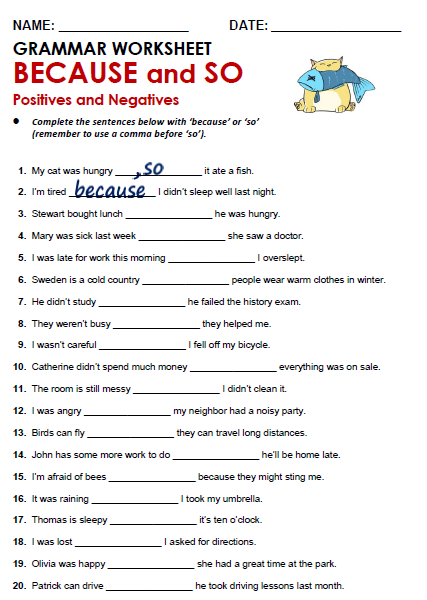 NAME: ____________________ DATE: ____________________
GRAMMAR WORKSHEET
BECAUSE and SO
Positives and Negatives
● Complete the sentences below with ‘because’ or ‘so’
(remember to use a comma before ‘so’).
1. My cat was hungry , so it ate a fish.
2. I’m tired because I didn’t sleep well last night.
3. Stewart bought lunch ________________ he was hungry.
4. Mary was sick last week ________________ she saw a doctor.
5. I was late for work this morning ________________ I overslept.
6. Sweden is a cold country ________________ people wear warm clothes in winter.
7. He didn’t study ________________ he failed the history exam.
8. They weren’t busy ________________ they helped me.
9. I wasn’t careful ________________ I fell off my bicycle.
10. Catherine didn’t spend much money ________________ everything was on sale.
11. The room is still messy ________________ I didn’t clean it.
12. I was angry ________________ my neighbor had a noisy party.
13. Birds can fly ________________ they can travel long distances.
14. John has some more work to do ________________ he’ll be home late.
15. I’m afraid of bees ________________ because they might sting me.
16. It was raining ________________ I took my umbrella.
17. Thomas is sleepy ________________ it’s ten o’clock.
18. I was lost ________________ I asked for directions.
19. Olivia was happy ________________ she had a great time at the park.
20. Patrick can drive ________________ he took driving lessons last month.